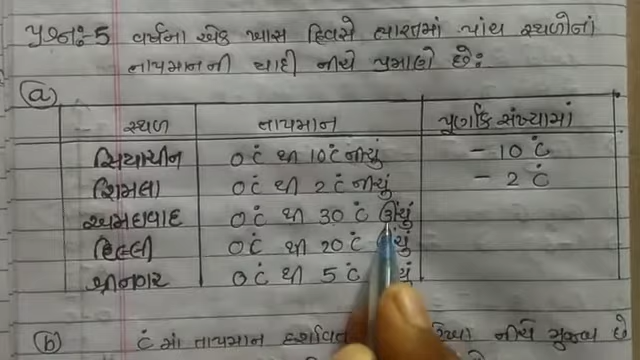 પ્રશ્ન:-5 વર્ષના એક ખાસ દિવસે ભારતમાં પાંચ સ્થળોનાં
તાપમાનની યાદી નીચે પ્રમાણે છે:
(a)
સ્થળ તાપમાન પૂર્ણાંક સંખ્યામાં
સિયાચીન 0°C થી 10°C નીચું - 10°C
શિમલા 0°C થી 2°C નીચું - 2°C
અમદાવાદ 0°C થી 30°C ઊંચું
દિલ્લી 0°C થી 20°C
શ્રીનગર 0°C થી 5°C
(b) °C માં તાપમાન નીચે મુજબ છે